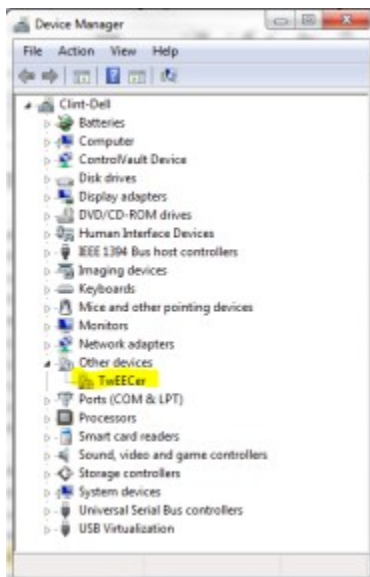 Device Manager
File Action View Help
Clint-Dell
Batteries
Computer
ControlVault Device
Disk drives
Display adapters
DVD/CD-ROM drives
Human Interface Devices
IEEE 1394 Bus host controllers
Imaging devices
Keyboards
Mice and other pointing devices
Monitors
Network adapters
Other devices
TwEECer
Ports (COM & LPT)
Processors
Smart card readers
Sound, video and game controllers
Storage controllers
System devices
Universal Serial Bus controllers
USB Virtualization